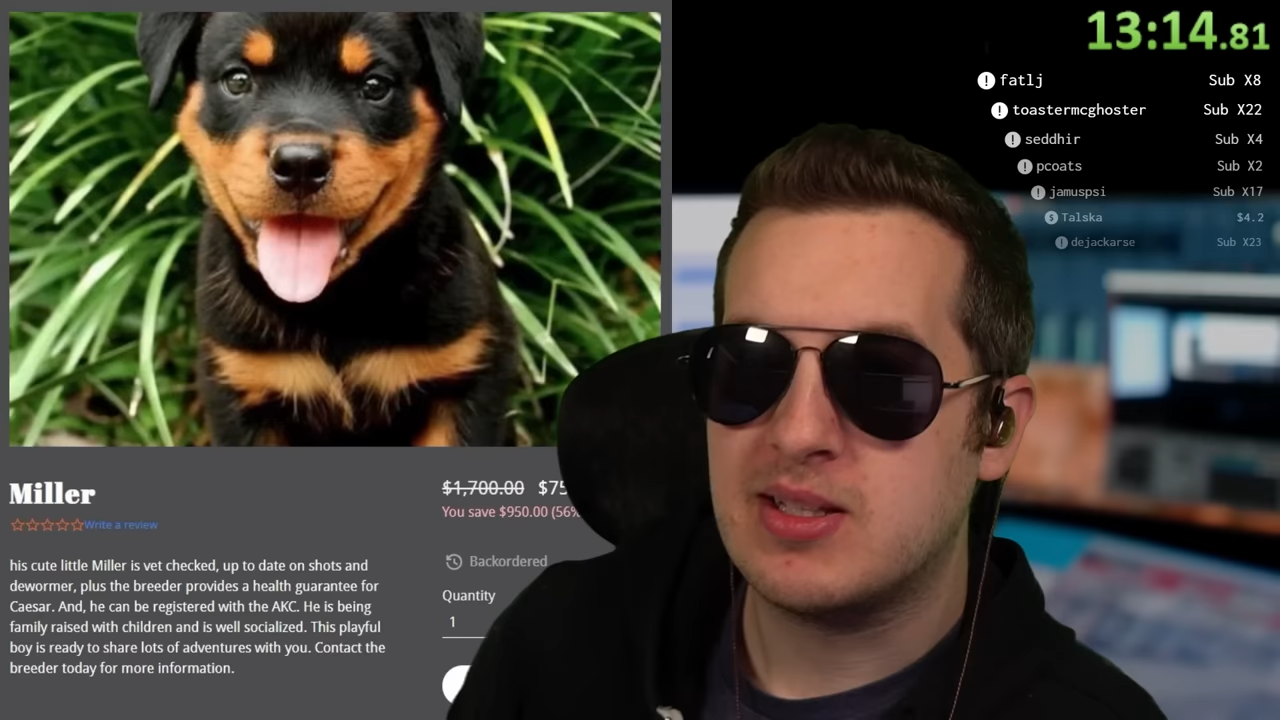 13:14.81
fatlj Sub X8
toastermcghoster Sub X22
seddhir Sub X4
pcoats Sub X2
jamuspsi Sub X17
Talska $4.2
dejackarse Sub X23
Miller
Write a review
his cute little Miller is vet checked, up to date on shots and
dewormer, plus the breeder provides a health guarantee for
Caesar. And, he can be registered with the AKC. He is being
family raised with children and is well socialized. This playful
boy is ready to share lots of adventures with you. Contact the
breeder today for more information.
$1,700.00 $75
You save $950.00 (56%
Backordered
Quantity
1